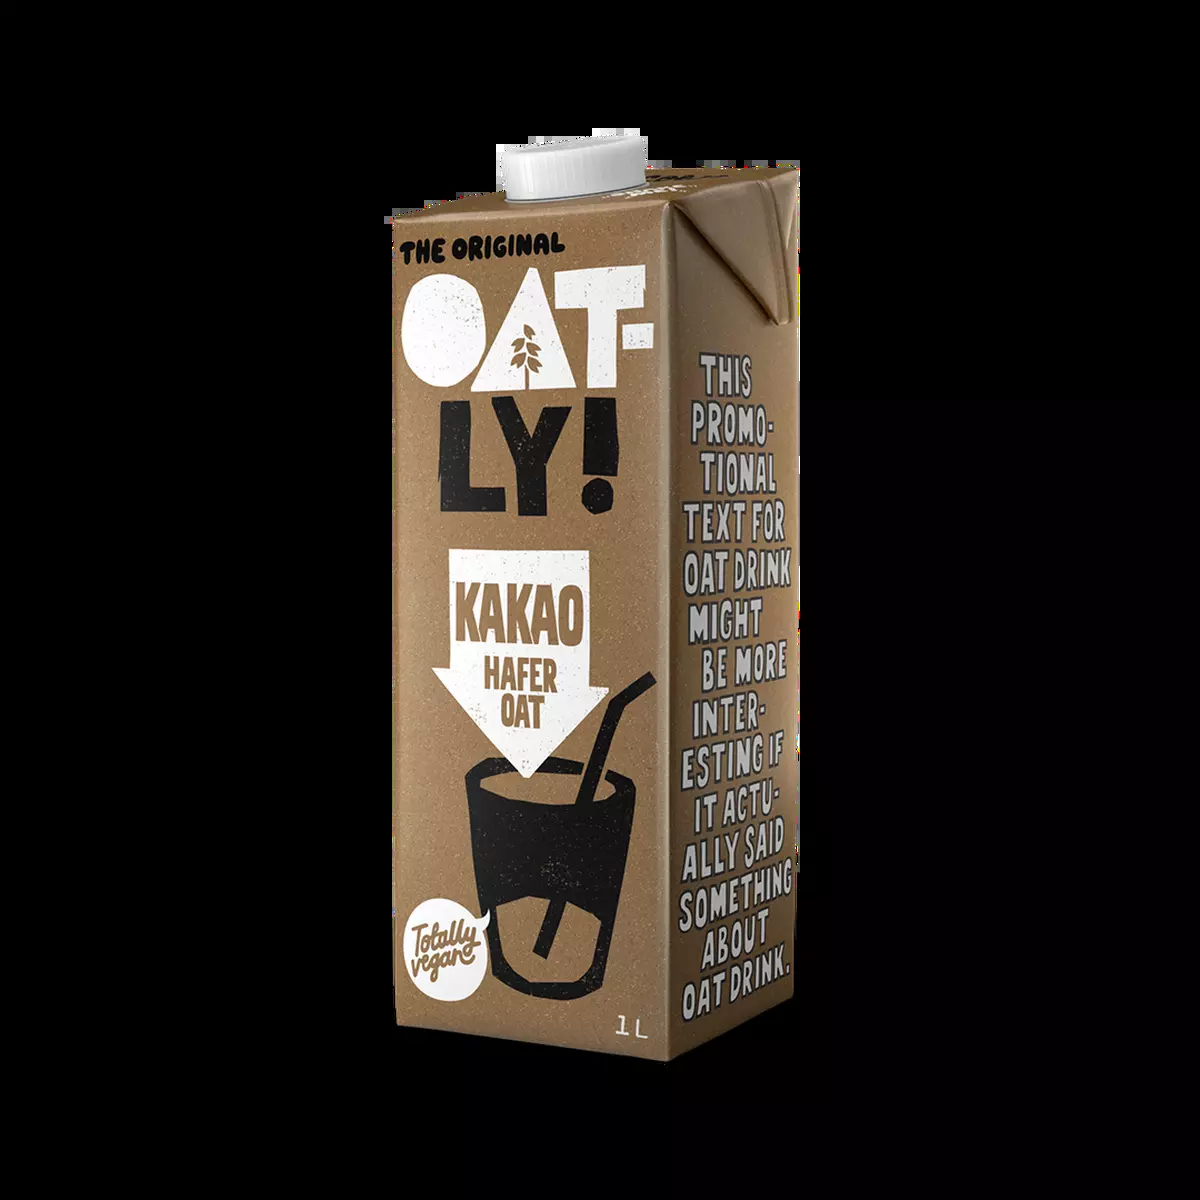 THE ORIGINAL
OAT-
LY!
KAKAO
HAFER
OAT
Totally
vegan
1 L
THIS
PROMO-
TIONAL
TEXT FOR
OAT DRINK
MIGHT
BE MORE
INTER-
ESTING IF
IT ACTU-
ALLY SAID
SOMETHING
ABOUT
OAT DRINK.